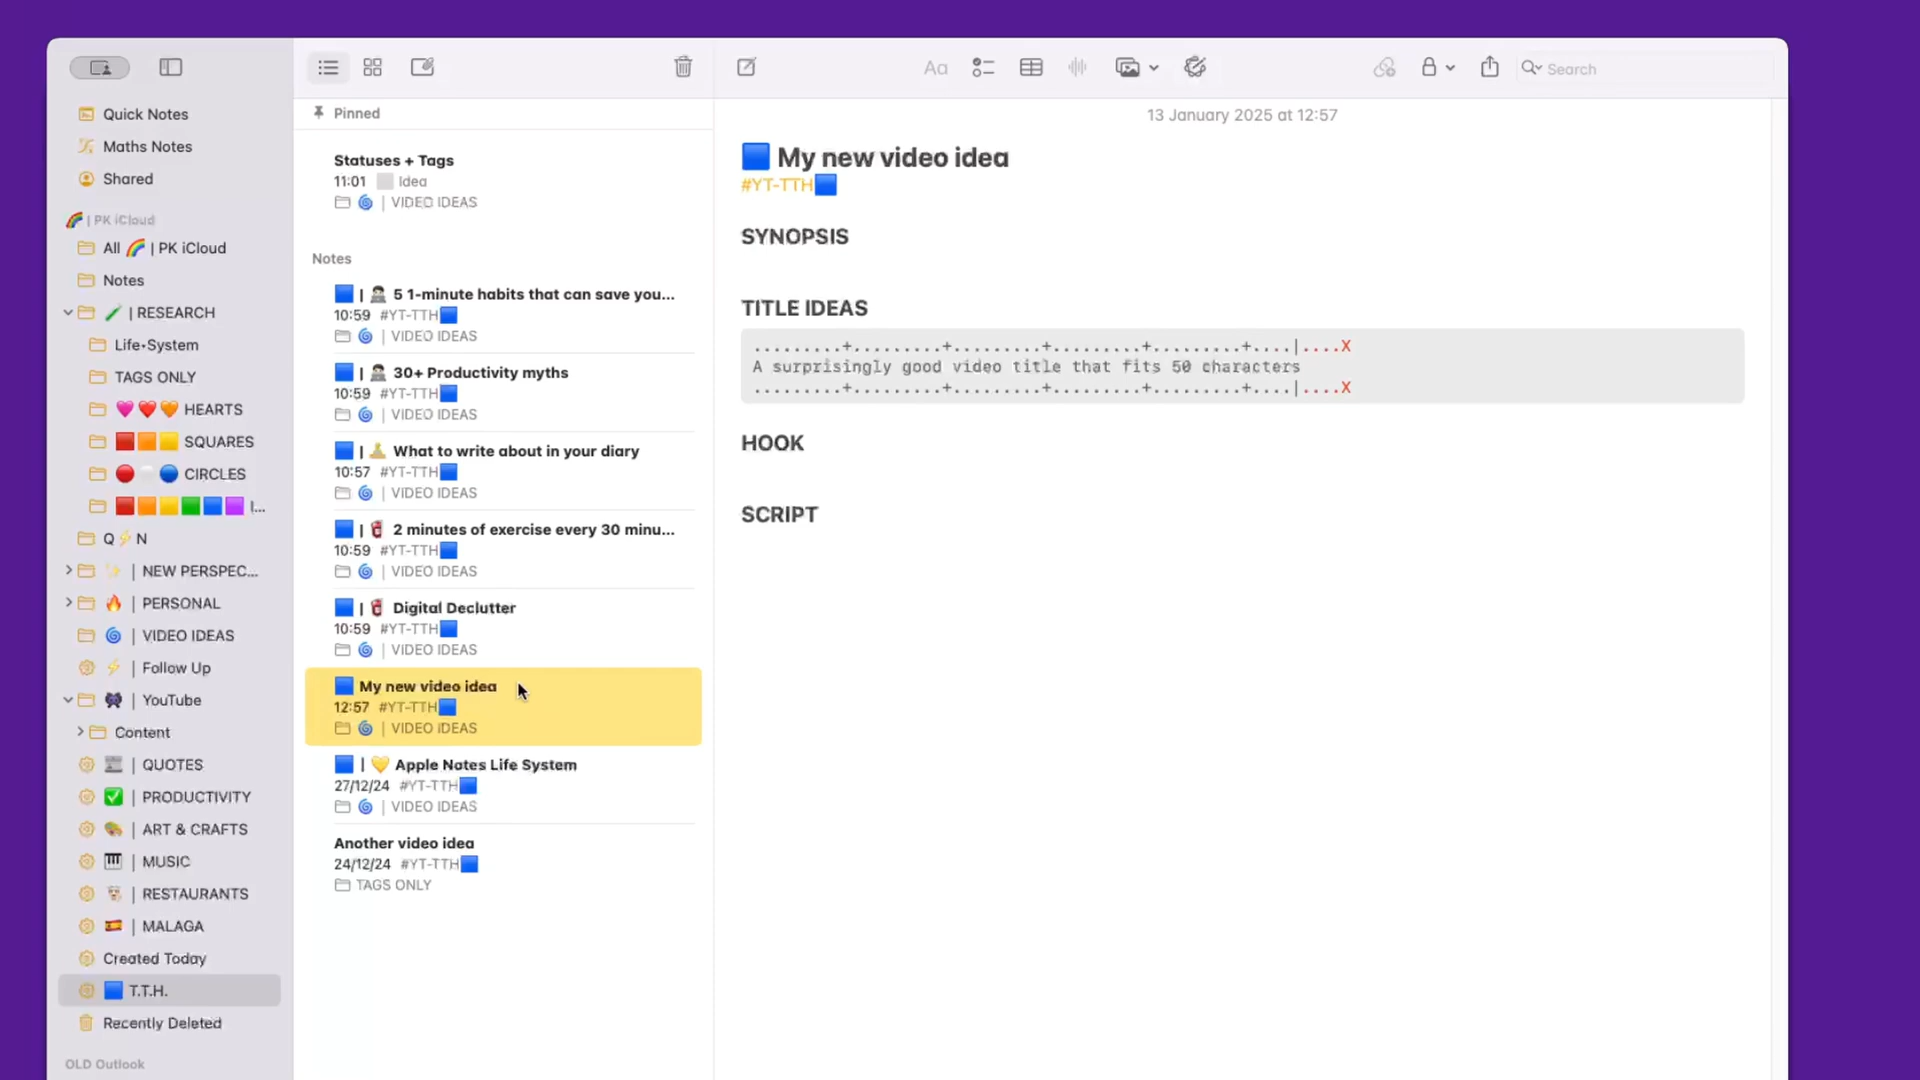 Quick Notes
Maths Notes
Shared
🌈 | PK iCloud
All 🌈 | PK iCloud
Notes
| RESEARCH
Life•System
TAGS ONLY
HEARTS
SQUARES
CIRCLES
|...
Q⚡N
✨ | NEW PERSPEC...
🔥 | PERSONAL
🌀 | VIDEO IDEAS
⚡ | Follow Up
👾 | YouTube
Content
| QUOTES
✅ | PRODUCTIVITY
🎨 | ART & CRAFTS
🎹 | MUSIC
| RESTAURANTS
🇪🇸 | MALAGA
Created Today
🟦 T.T.H.
Recently Deleted
OLD Outlook
Pinned
Statuses + Tags
11:01 Idea
🌀 | VIDEO IDEAS
Notes
🟦 | 5 1-minute habits that can save you...
10:59 #YT-TTH🟦
🌀 | VIDEO IDEAS
🟦 | 30+ Productivity myths
10:59 #YT-TTH🟦
🌀 | VIDEO IDEAS
🟦 | What to write about in your diary
10:57 #YT-TTH🟦
🌀 | VIDEO IDEAS
🟦 | 2 minutes of exercise every 30 minu...
10:59 #YT-TTH🟦
🌀 | VIDEO IDEAS
🟦 | Digital Declutter
10:59 #YT-TTH🟦
🌀 | VIDEO IDEAS
🟦 My new video idea
12:57 #YT-TTH🟦
🌀 | VIDEO IDEAS
🟦 | 💛 Apple Notes Life System
27/12/24 #YT-TTH🟦
🌀 | VIDEO IDEAS
Another video idea
24/12/24 #YT-TTH🟦
TAGS ONLY
Aa
Search
13 January 2025 at 12:57
🟦 My new video idea
#YT-TTH🟦
SYNOPSIS
TITLE IDEAS
.........+.........+.........+.........+.........+....|....X
A surprisingly good video title that fits 50 characters
.........+.........+.........+.........+.........+....|....X
HOOK
SCRIPT